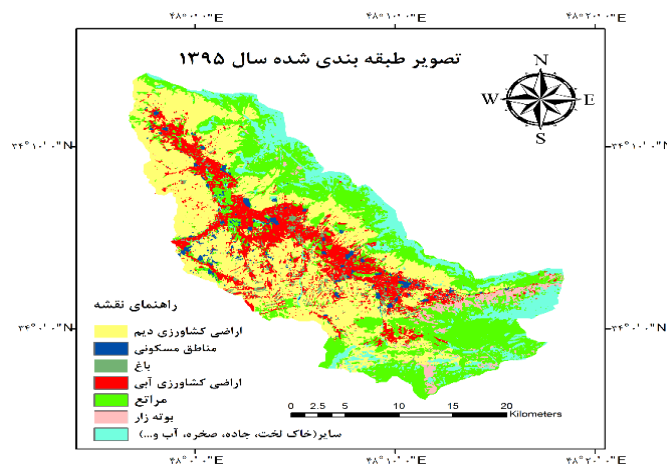 ۴۸°۰'۰"E ۴۸°۱۰'۰"E ۴۸°۲۰'۰"E
تصویر طبقه بندی شده سال ۱۳۹۵
N
W E
S
۳۴°۱۰'۰"N ۳۴°۱۰'۰"N
راهنمای نقشه
۳۴°۰'۰"N ۳۴°۰'۰"N
اراضی کشاورزی دیم
مناطق مسکونی
باغ
اراضی کشاورزی آبی
مراتع
بوته زار
سایر(خاک لخت، جاده، صخره، آب و...)
0 2.5 5 10 15 20
Kilometers
۴۸°۰'۰"E ۴۸°۱۰'۰"E ۴۸°۲۰'۰"E